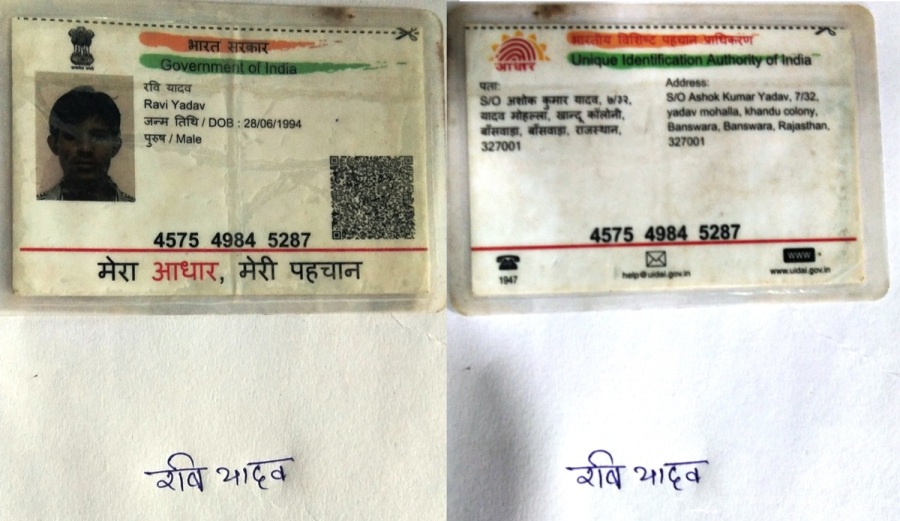 भारत सरकार
Government of India
रवि यादव
Ravi Yadav
जन्म तिथि / DOB : 28/06/1994
पुरुष / Male
4575 4984 5287
मेरा आधार, मेरी पहचान
रवि यादव
भारतीय विशिष्ट पहचान प्राधिकरण
Unique Identification Authority of India
आधार
पता:
S/O अशोक कुमार यादव, ७/३२,
यादव मोहल्ला, खान्दू कॉलोनी,
बाँसवाड़ा, बाँसवाड़ा, राजस्थान,
327001
Address:
S/O Ashok Kumar Yadav, 7/32,
yadav mohalla, khandu colony,
Banswara, Banswara, Rajasthan,
327001
4575 4984 5287
1947
help@uidai.gov.in
WWW
www.uidai.gov.in
रवि यादव